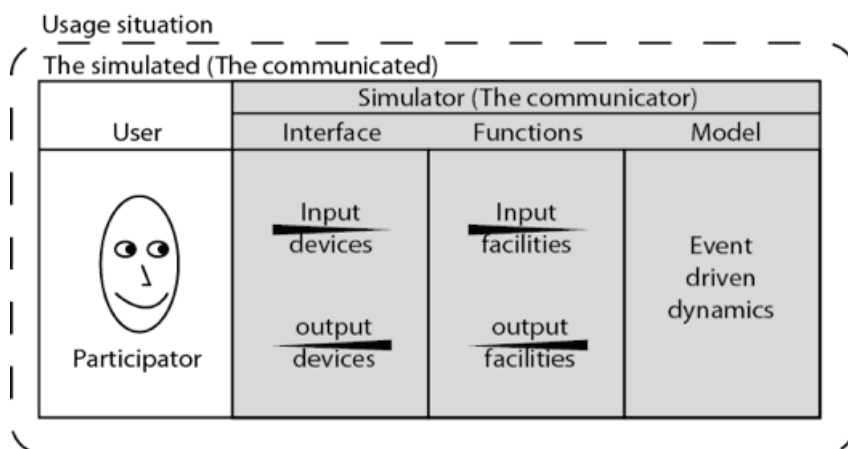 Usage situation
The simulated (The communicated)
Simulator (The communicator)
User
Interface
Functions
Model
Input
devices
Input
facilities
Event
driven
dynamics
output
devices
output
facilities
Participator